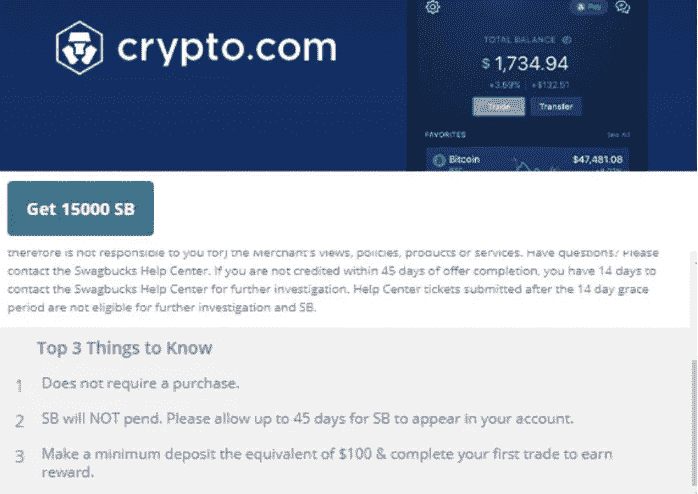 crypto.com
Pay
TOTAL BALANCE
$1,734.94
+3.59% +$132.51
Trade Transfer
FAVORITES See All
Bitcoin $47,481.08
BTC
Get 15000 SB
therefore is not responsible to you for) the Merchant's views, policies, products or services. Have questions? Please
contact the Swagbucks Help Center. If you are not credited within 45 days of offer completion, you have 14 days to
contact the Swagbucks Help Center for further investigation. Help Center tickets submitted after the 14 day grace
period are not eligible for further investigation and SB.
Top 3 Things to Know
1 Does not require a purchase.
2 SB will NOT pend. Please allow up to 45 days for SB to appear in your account.
3 Make a minimum deposit the equivalent of $100 & complete your first trade to earn
reward.